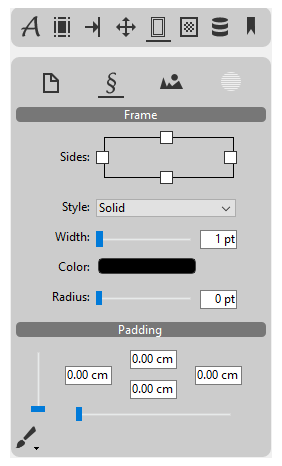 A
§
Frame
Sides:
Style: Solid
Width: 1 pt
Color:
Radius: 0 pt
Padding
0.00 cm
0.00 cm 0.00 cm
0.00 cm